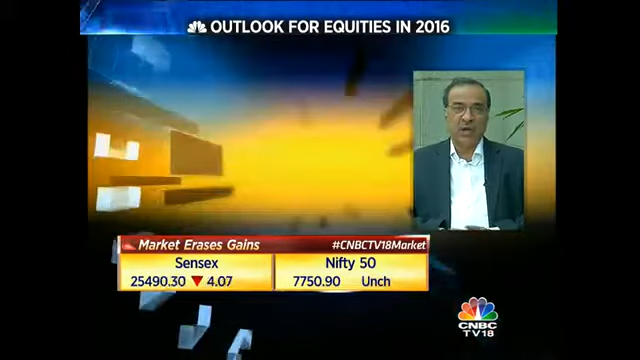 OUTLOOK FOR EQUITIES IN 2016
Market Erases Gains #CNBCTV18Market
Sensex Nifty 50
25490.30 ▼ 4.07 7750.90 Unch
CNBC
TV18